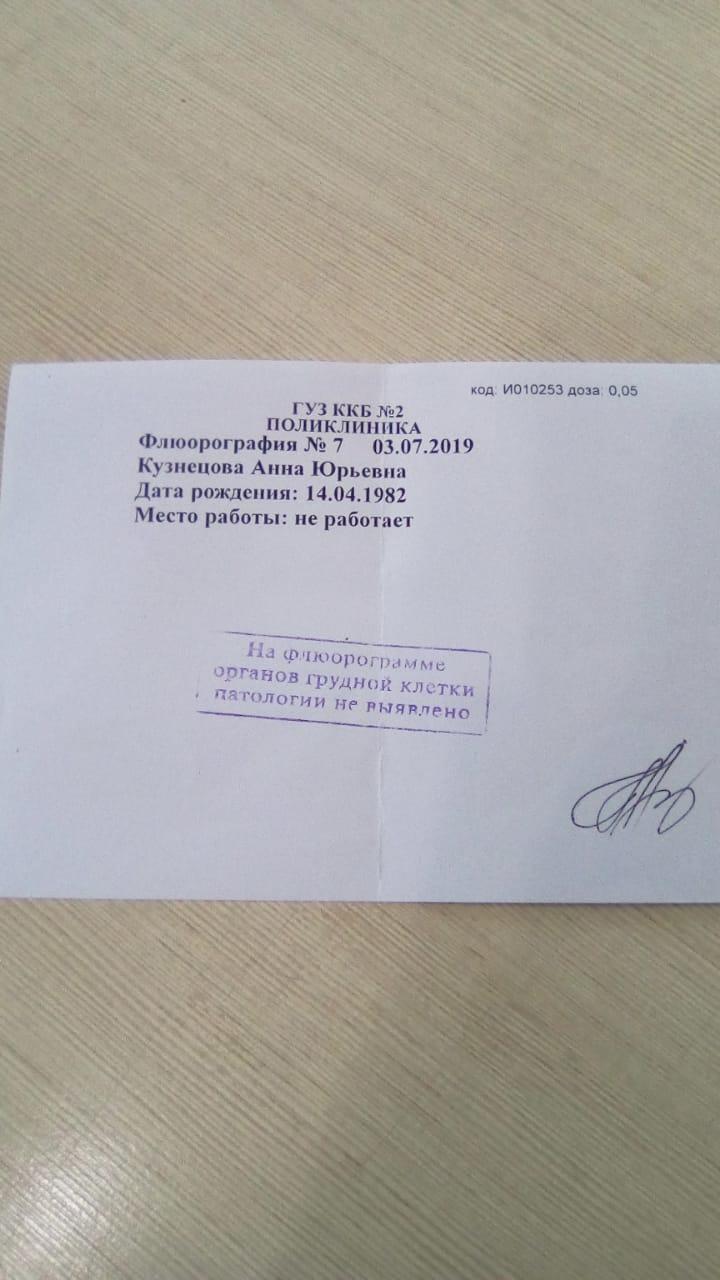 код: И010253 доза: 0,05
ГУЗ ККБ №2
ПОЛИКЛИНИКА
Флюорография № 7 03.07.2019
Кузнецова Анна Юрьевна
Дата рождения: 14.04.1982
Место работы: не работает
На флюорограмме
органов грудной клетки
патологии не выявлено